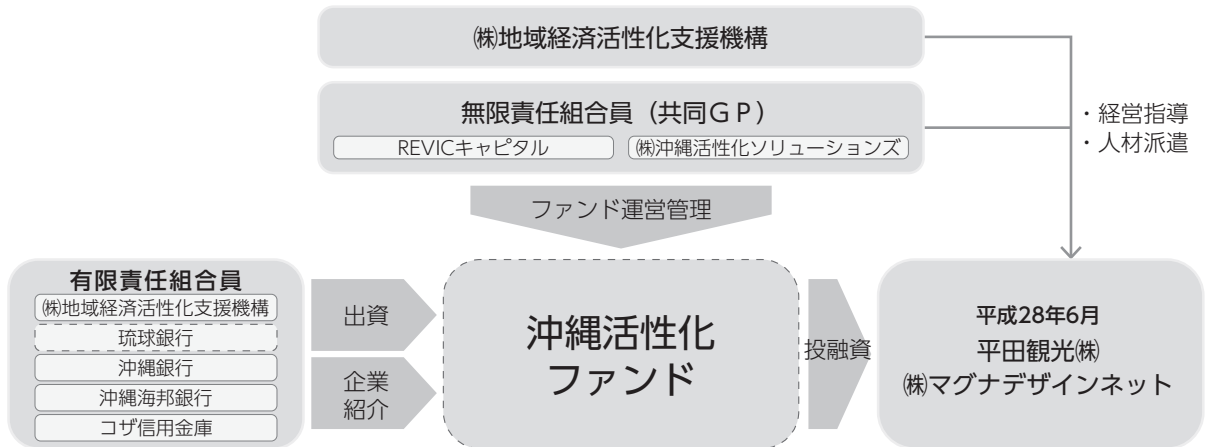 ㈱地域経済活性化支援機構
無限責任組合員（共同GP）
REVICキャピタル
㈱沖縄活性化ソリューションズ
・経営指導
・人材派遣
ファンド運営管理
有限責任組合員
㈱地域経済活性化支援機構
琉球銀行
沖縄銀行
沖縄海邦銀行
コザ信用金庫
出資
企業
紹介
沖縄活性化
ファンド
投融資
平成28年6月
平田観光㈱
㈱マグナデザインネット